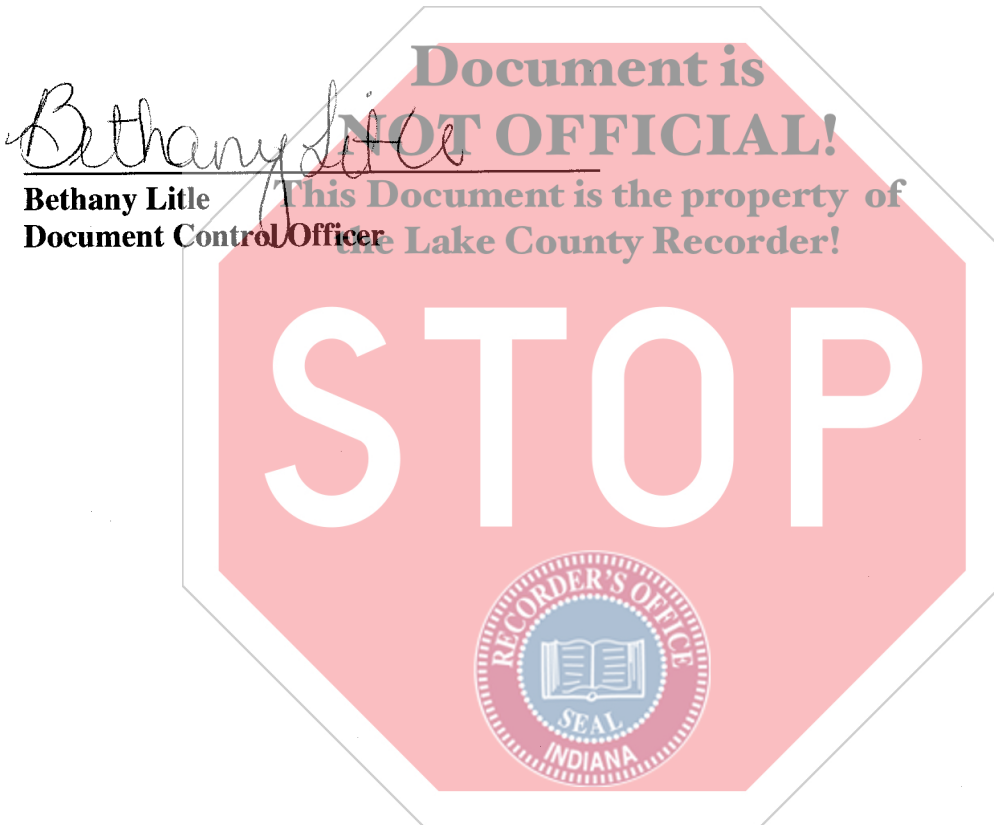 Document is
NOT OFFICIAL!
This Document is the property of
the Lake County Recorder!
Bethany Litle
Bethany Litle
Document Control Officer
STOP
RECORDER'S OFFICE
SEAL
INDIANA